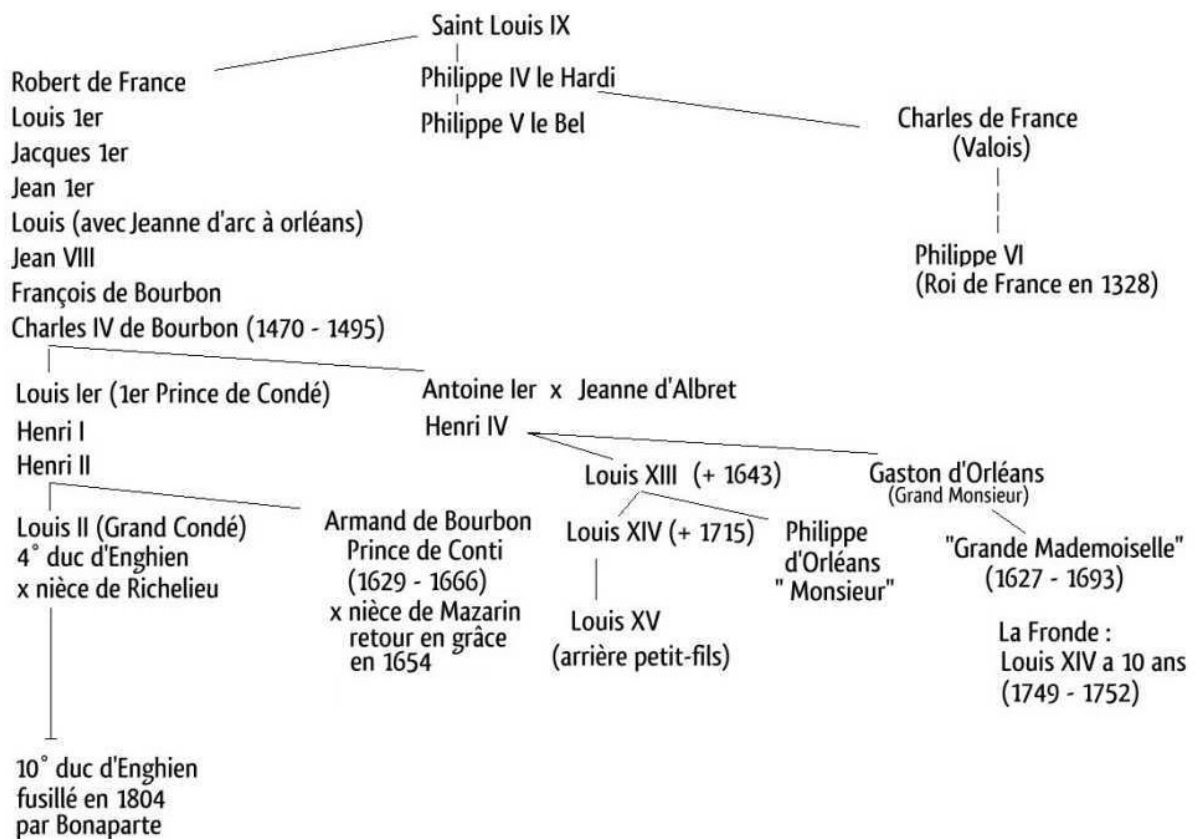 Saint Louis IX
Robert de France
Louis 1er
Jacques 1er
Jean 1er
Louis (avec Jeanne d'arc à orléans)
Jean VIII
François de Bourbon
Charles IV de Bourbon (1470 - 1495)
Philippe IV le Hardi
Philippe V le Bel
Charles de France
(Valois)
Philippe VI
(Roi de France en 1328)
Louis Ier (1er Prince de Condé)
Henri I
Henri II
Antoine Ier x Jeanne d'Albret
Henri IV
Louis XIII (+ 1643)
Gaston d'Orléans
(Grand Monsieur)
Louis II (Grand Condé)
4° duc d'Enghien
x nièce de Richelieu
Armand de Bourbon
Prince de Conti
(1629 - 1666)
x nièce de Mazarin
retour en grâce
en 1654
Louis XIV (+ 1715)
Philippe
d'Orléans
" Monsieur"
"Grande Mademoiselle"
(1627 - 1693)
Louis XV
(arrière petit-fils)
La Fronde :
Louis XIV a 10 ans
(1749 - 1752)
10° duc d'Enghien
fusillé en 1804
par Bonaparte